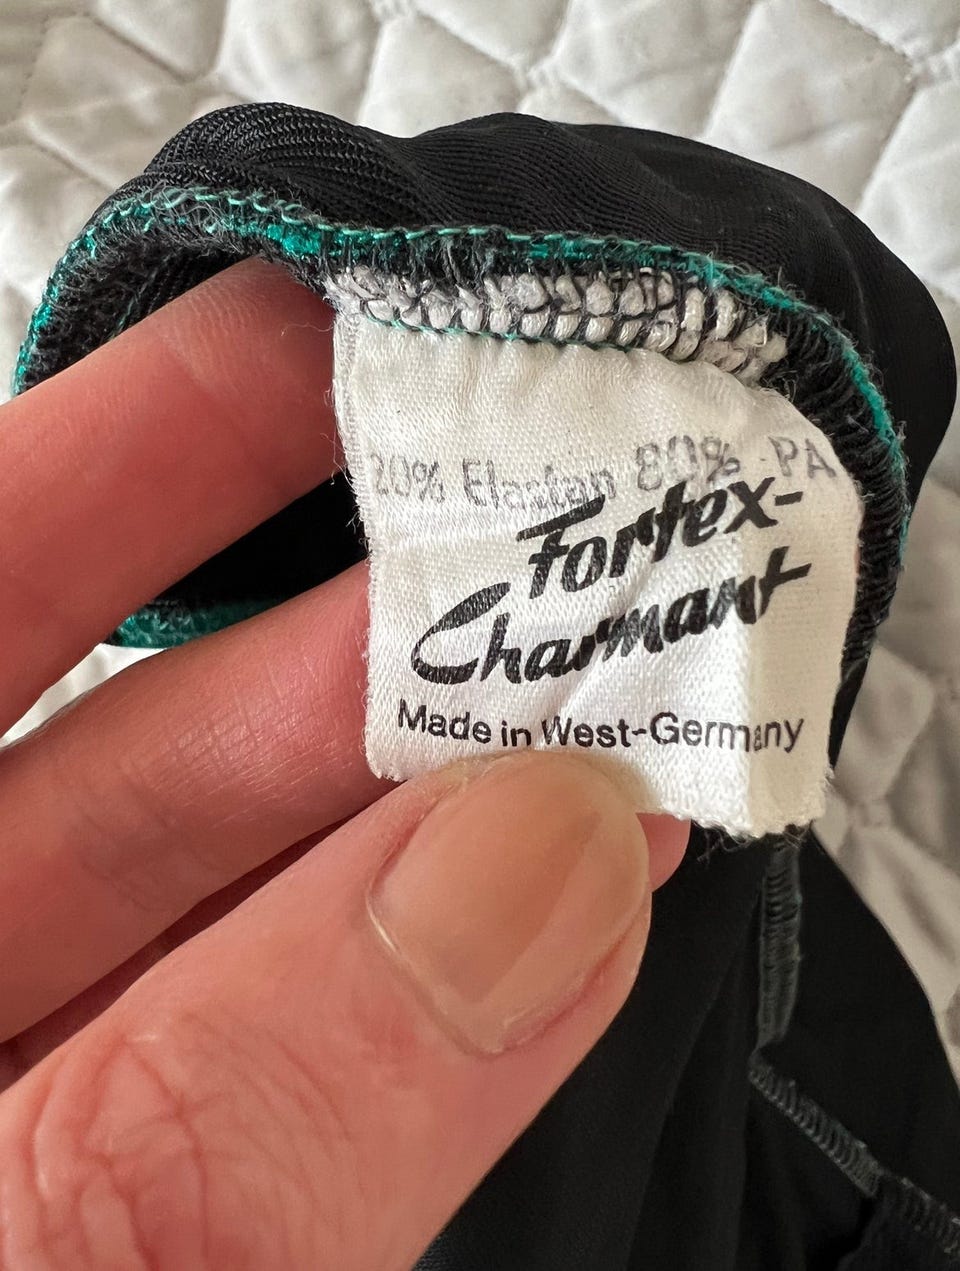 20% Elastan 80% PA
Fortex-
Charmant
Made in West-Germany